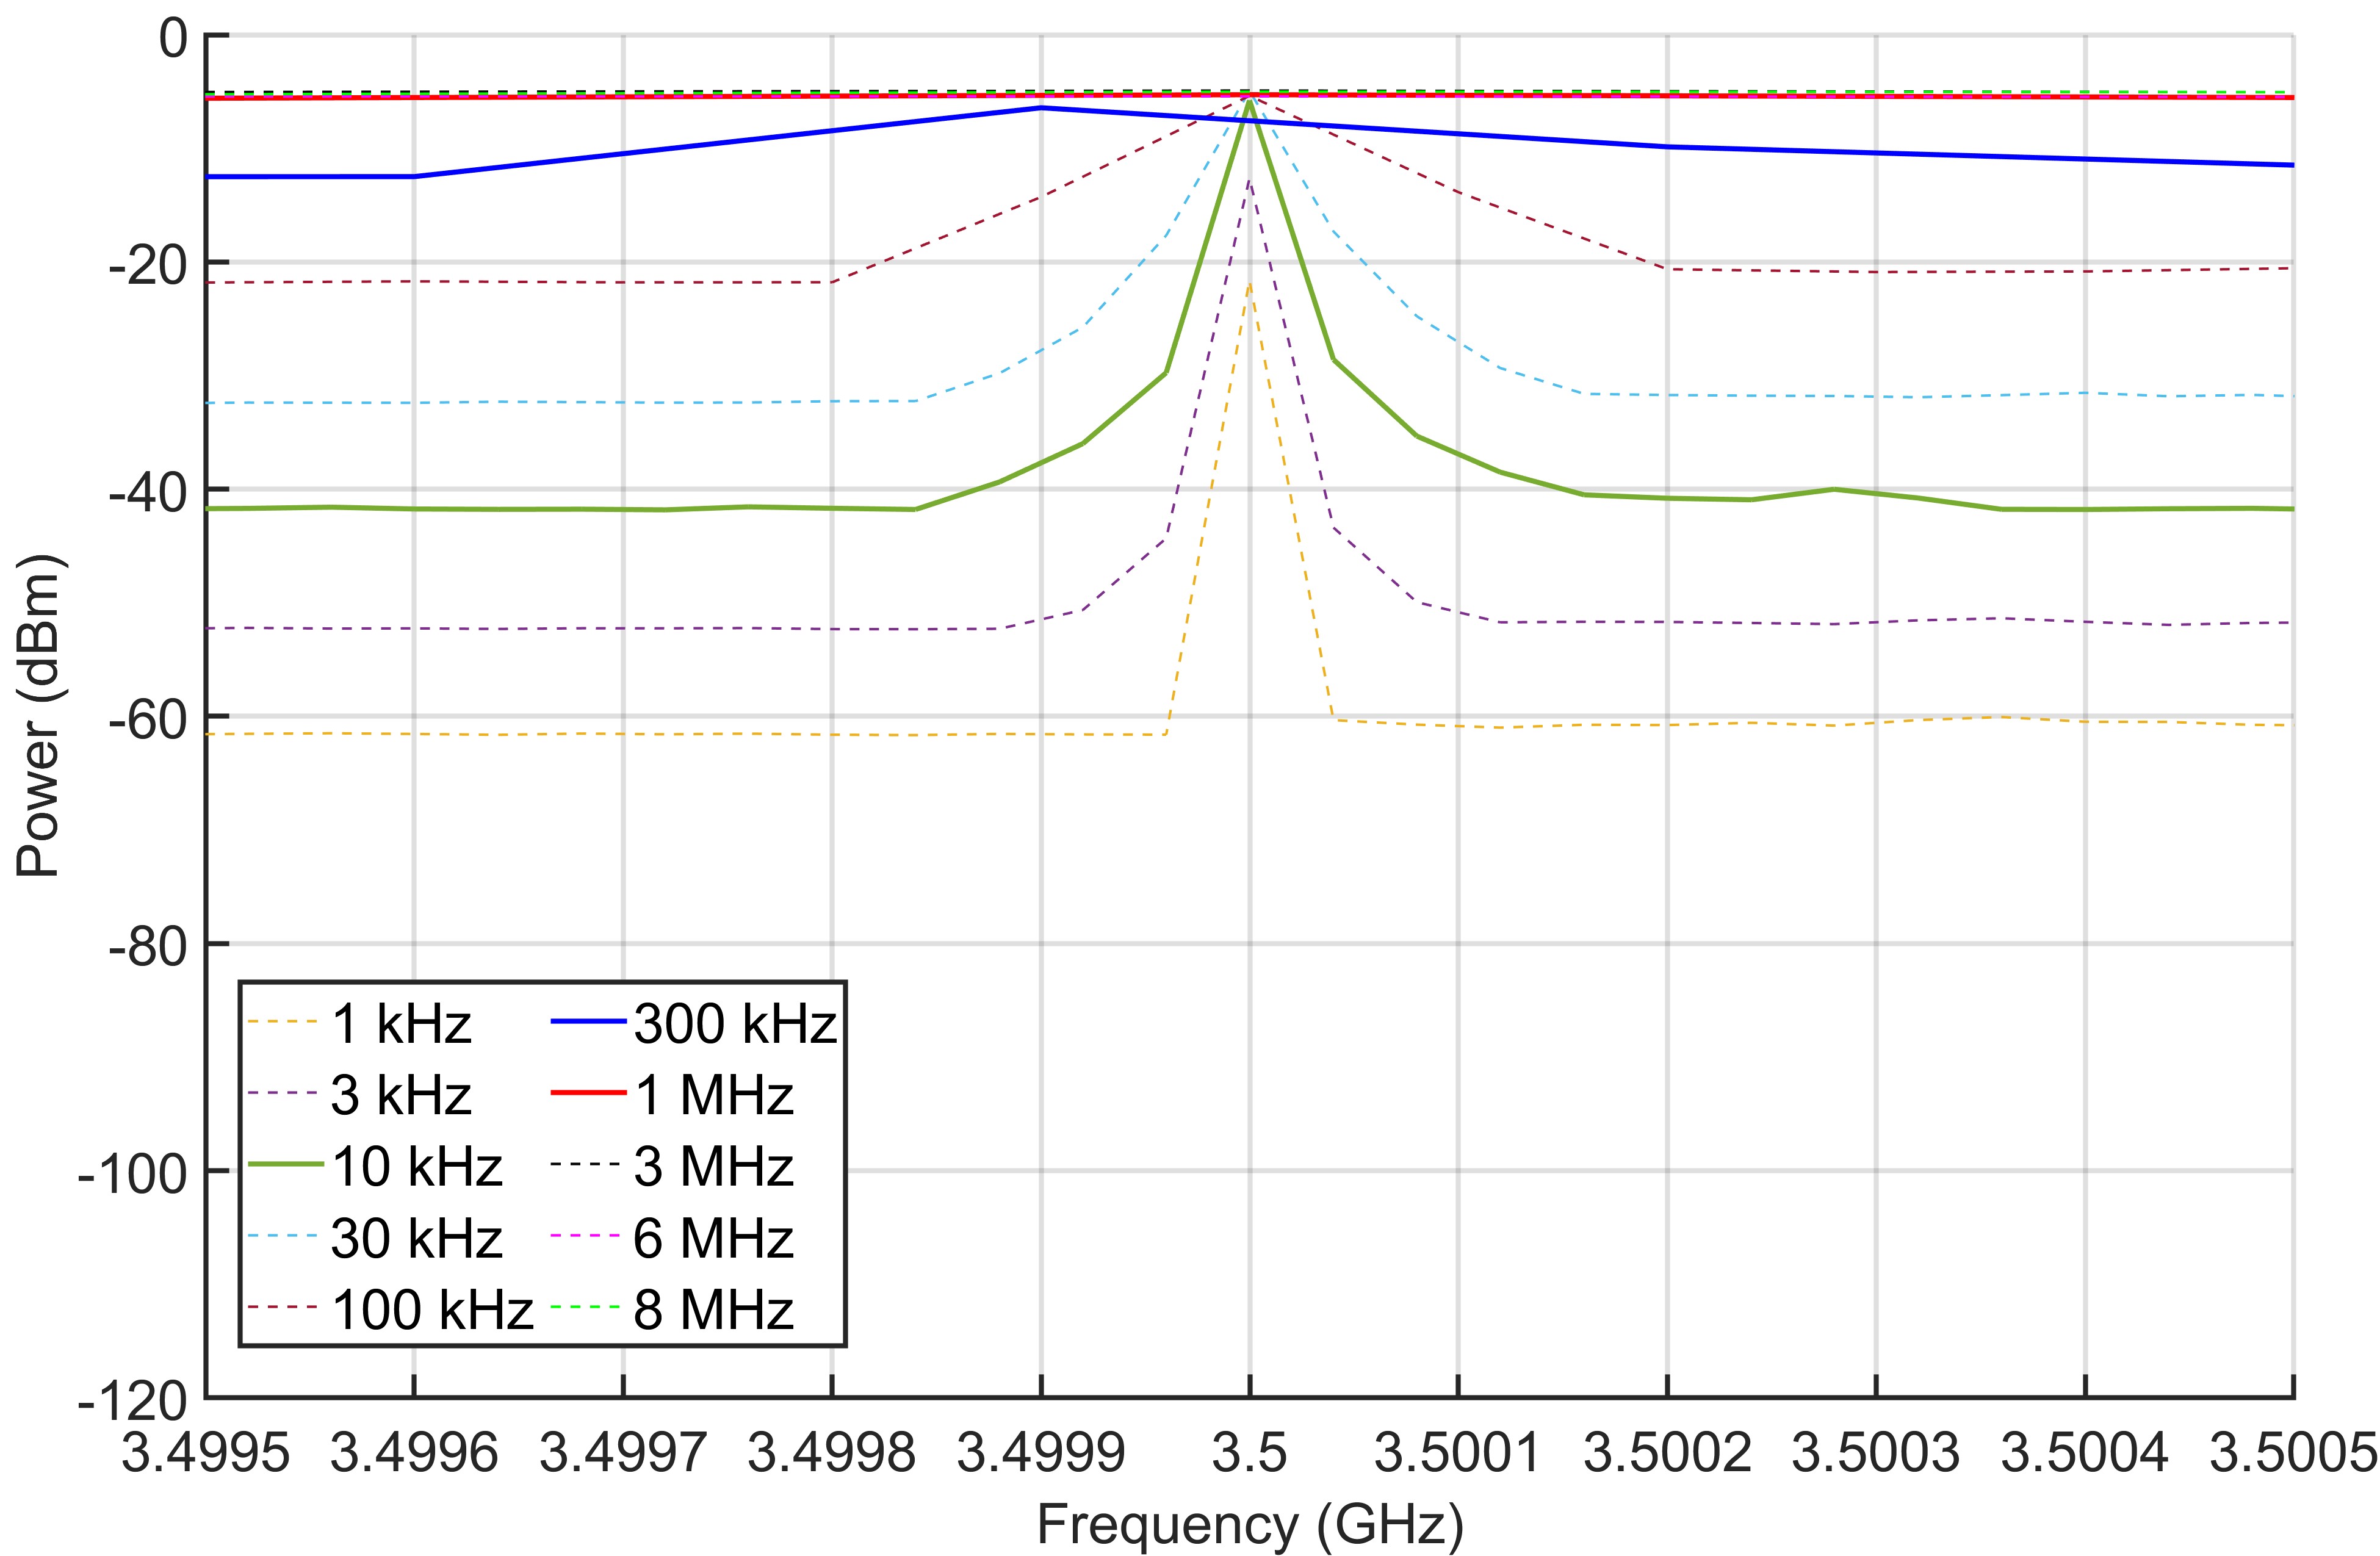 0
-20
-40
-60
-80
-100
-120
Power (dBm)
1 kHz
3 kHz
10 kHz
30 kHz
100 kHz
300 kHz
1 MHz
3 MHz
6 MHz
8 MHz
3.4995 3.4996 3.4997 3.4998 3.4999 3.5 3.5001 3.5002 3.5003 3.5004 3.5005
Frequency (GHz)